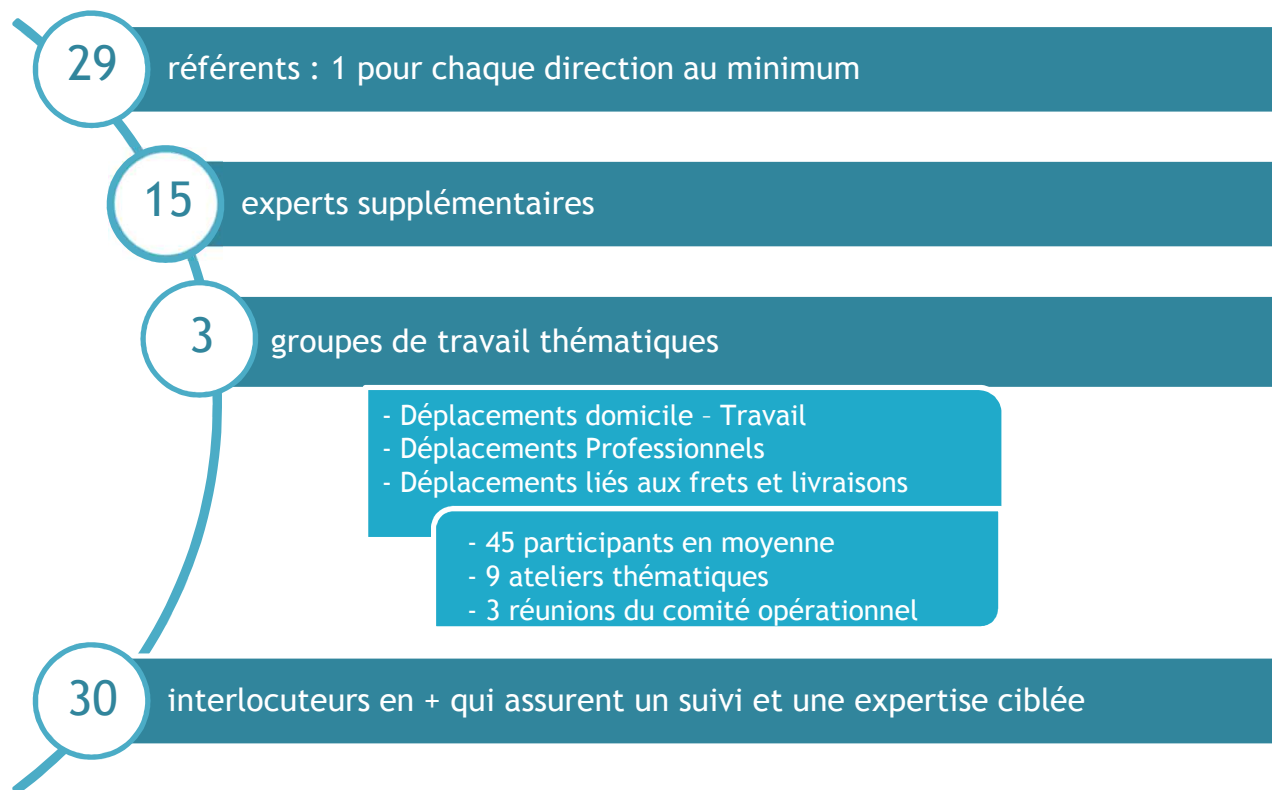 29
référents : 1 pour chaque direction au minimum
15
experts supplémentaires
3
groupes de travail thématiques
- Déplacements domicile – Travail
- Déplacements Professionnels
- Déplacements liés aux frets et livraisons
- 45 participants en moyenne
- 9 ateliers thématiques
- 3 réunions du comité opérationnel
30
interlocuteurs en + qui assurent un suivi et une expertise ciblée